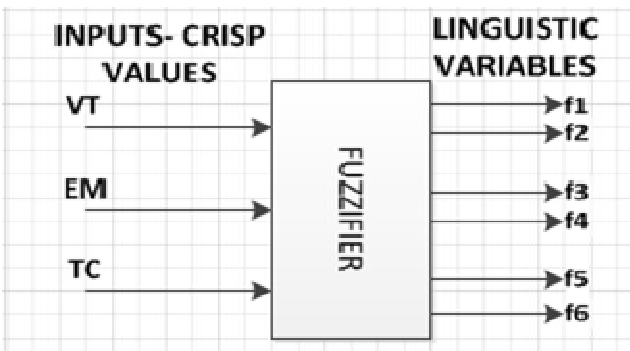 INPUTS- CRISP
VALUES
LINGUISTIC
VARIABLES
VT
EM
TC
FUZZIFIER
f1
f2
f3
f4
f5
f6